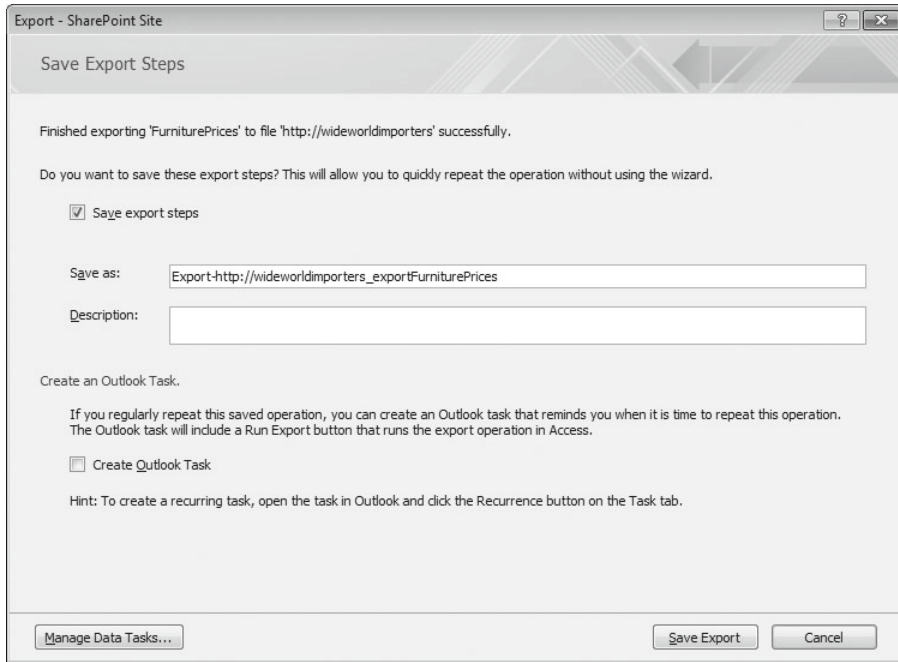 Export - SharePoint Site
Save Export Steps
Finished exporting 'FurniturePrices' to file 'http://wideworldimporters' successfully.
Do you want to save these export steps? This will allow you to quickly repeat the operation without using the wizard.
Save export steps
Save as:
Export-http://wideworldimporters_exportFurniturePrices
Description:
Create an Outlook Task.
If you regularly repeat this saved operation, you can create an Outlook task that reminds you when it is time to repeat this operation.
The Outlook task will include a Run Export button that runs the export operation in Access.
Create Outlook Task
Hint: To create a recurring task, open the task in Outlook and click the Recurrence button on the Task tab.
Manage Data Tasks...
Save Export
Cancel